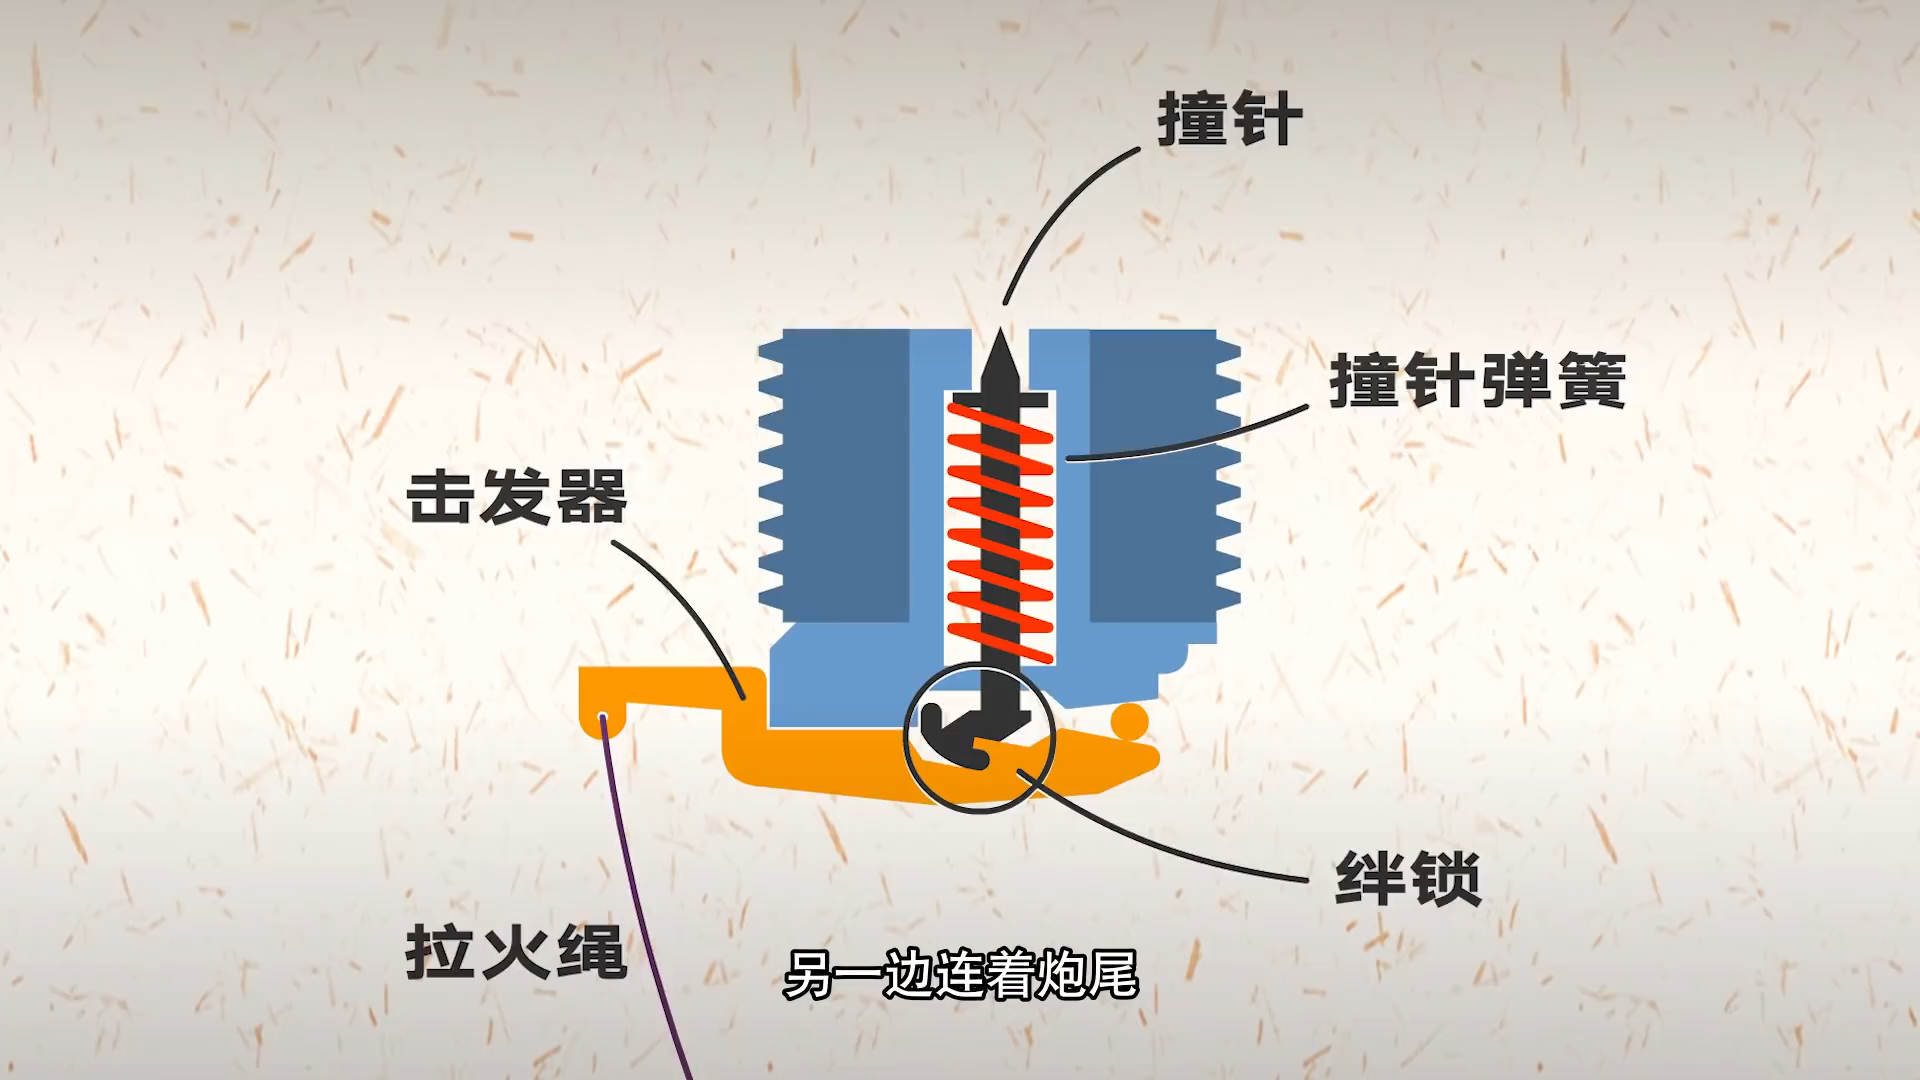 撞针
撞针弹簧
击发器
绊锁
拉火绳
另一边连着炮尾